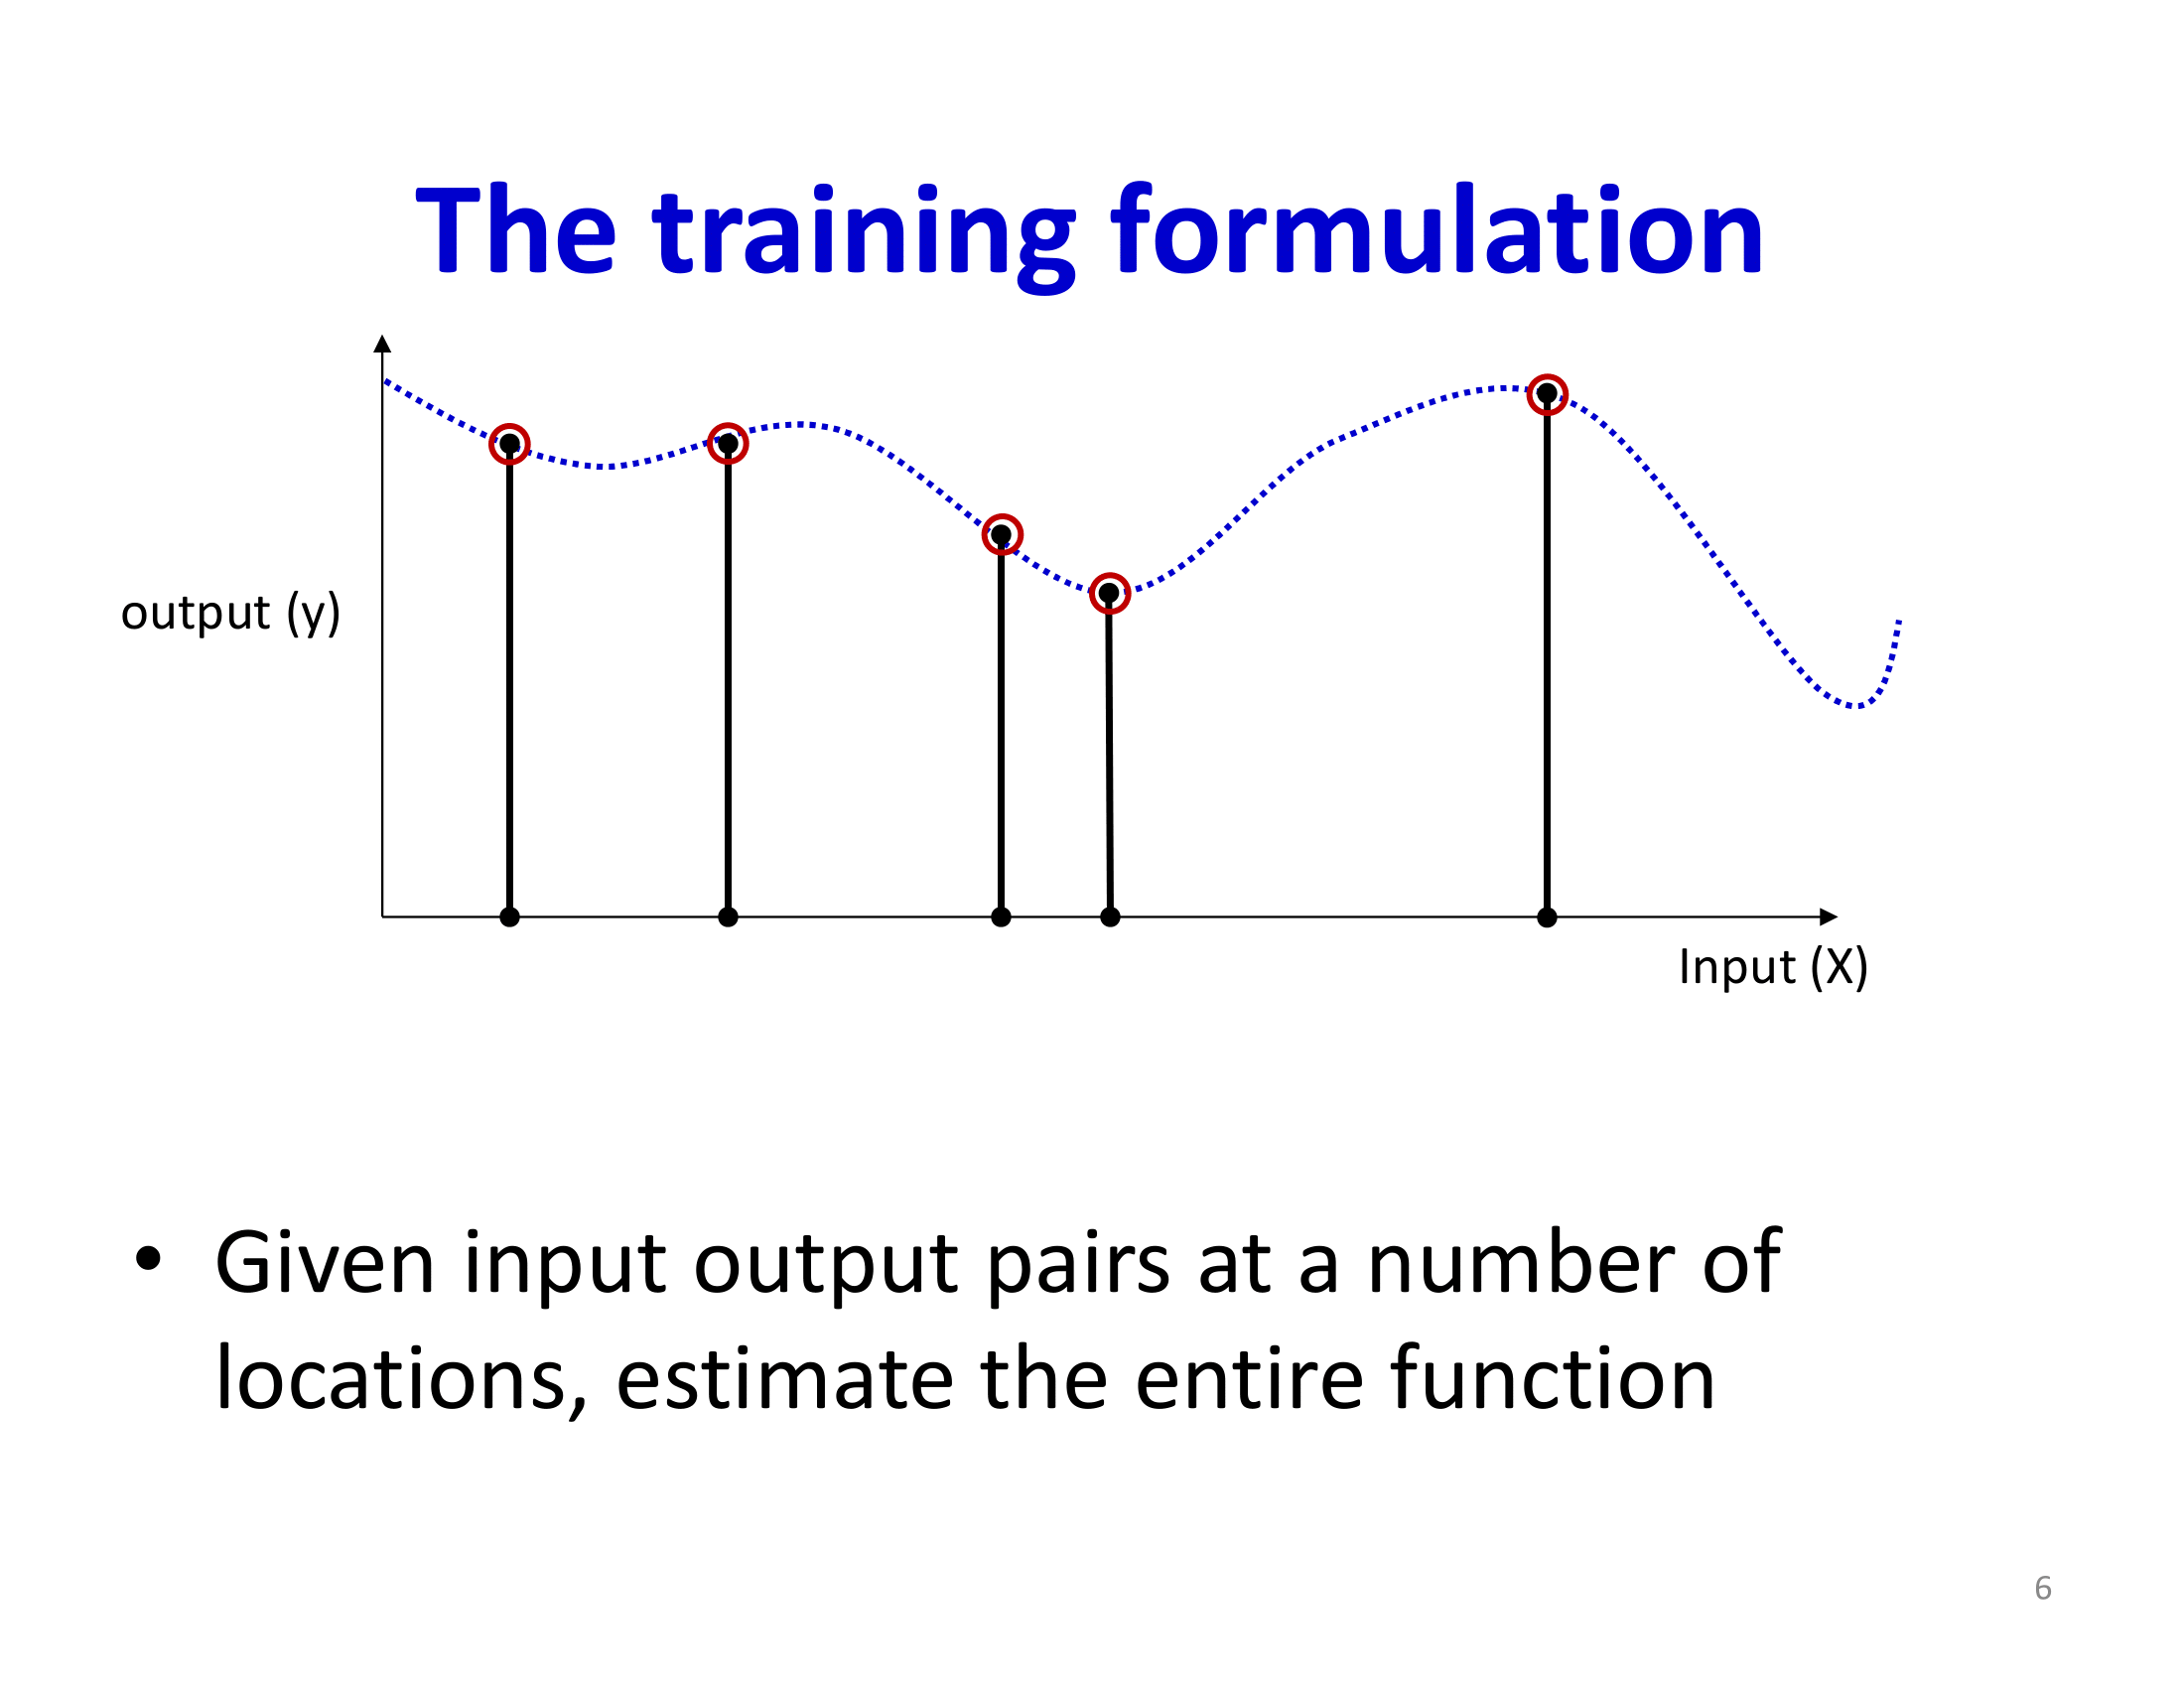 The training formulation
output (y)
Input (X)
• Given input output pairs at a number of
locations, estimate the entire function
6